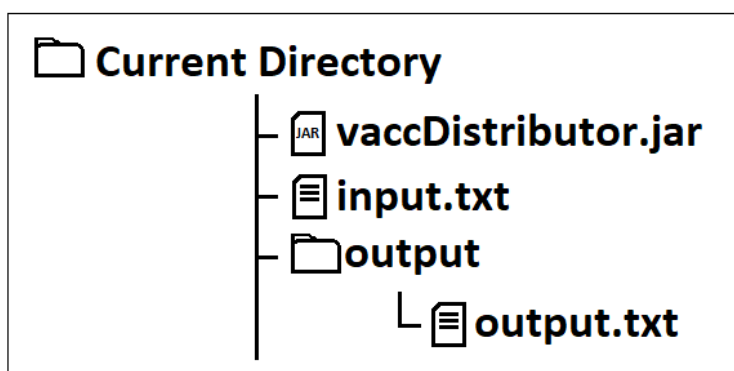 Current Directory
JAR vaccDistributor.jar
input.txt
output
output.txt